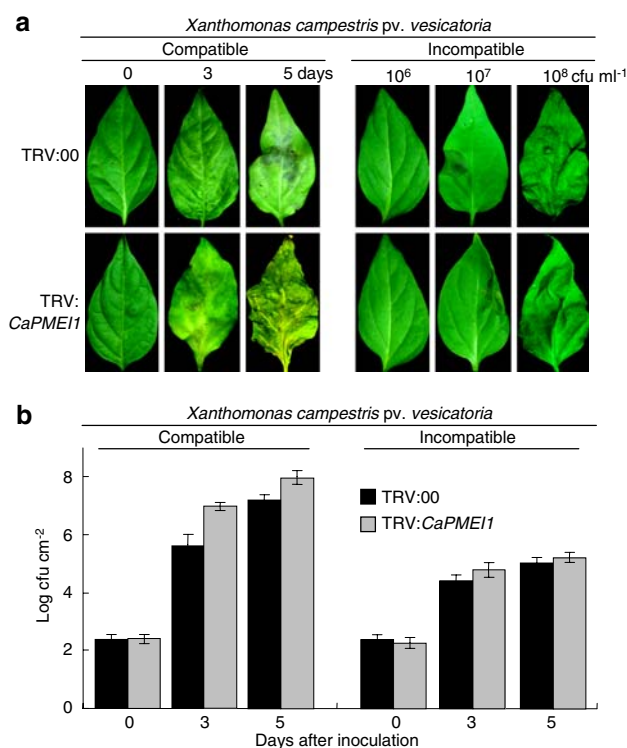 a
Xanthomonas campestris pv. vesicatoria
Compatible Incompatible
0 3 5 days 10⁶ 10⁷ 10⁸ cfu ml⁻¹
TRV:00
TRV:
CaPMEI1
b
Xanthomonas campestris pv. vesicatoria
Compatible Incompatible
8
6
4
2
0
Log cfu cm⁻²
TRV:00
TRV:CaPMEI1
0 3 5 0 3 5
Days after inoculation